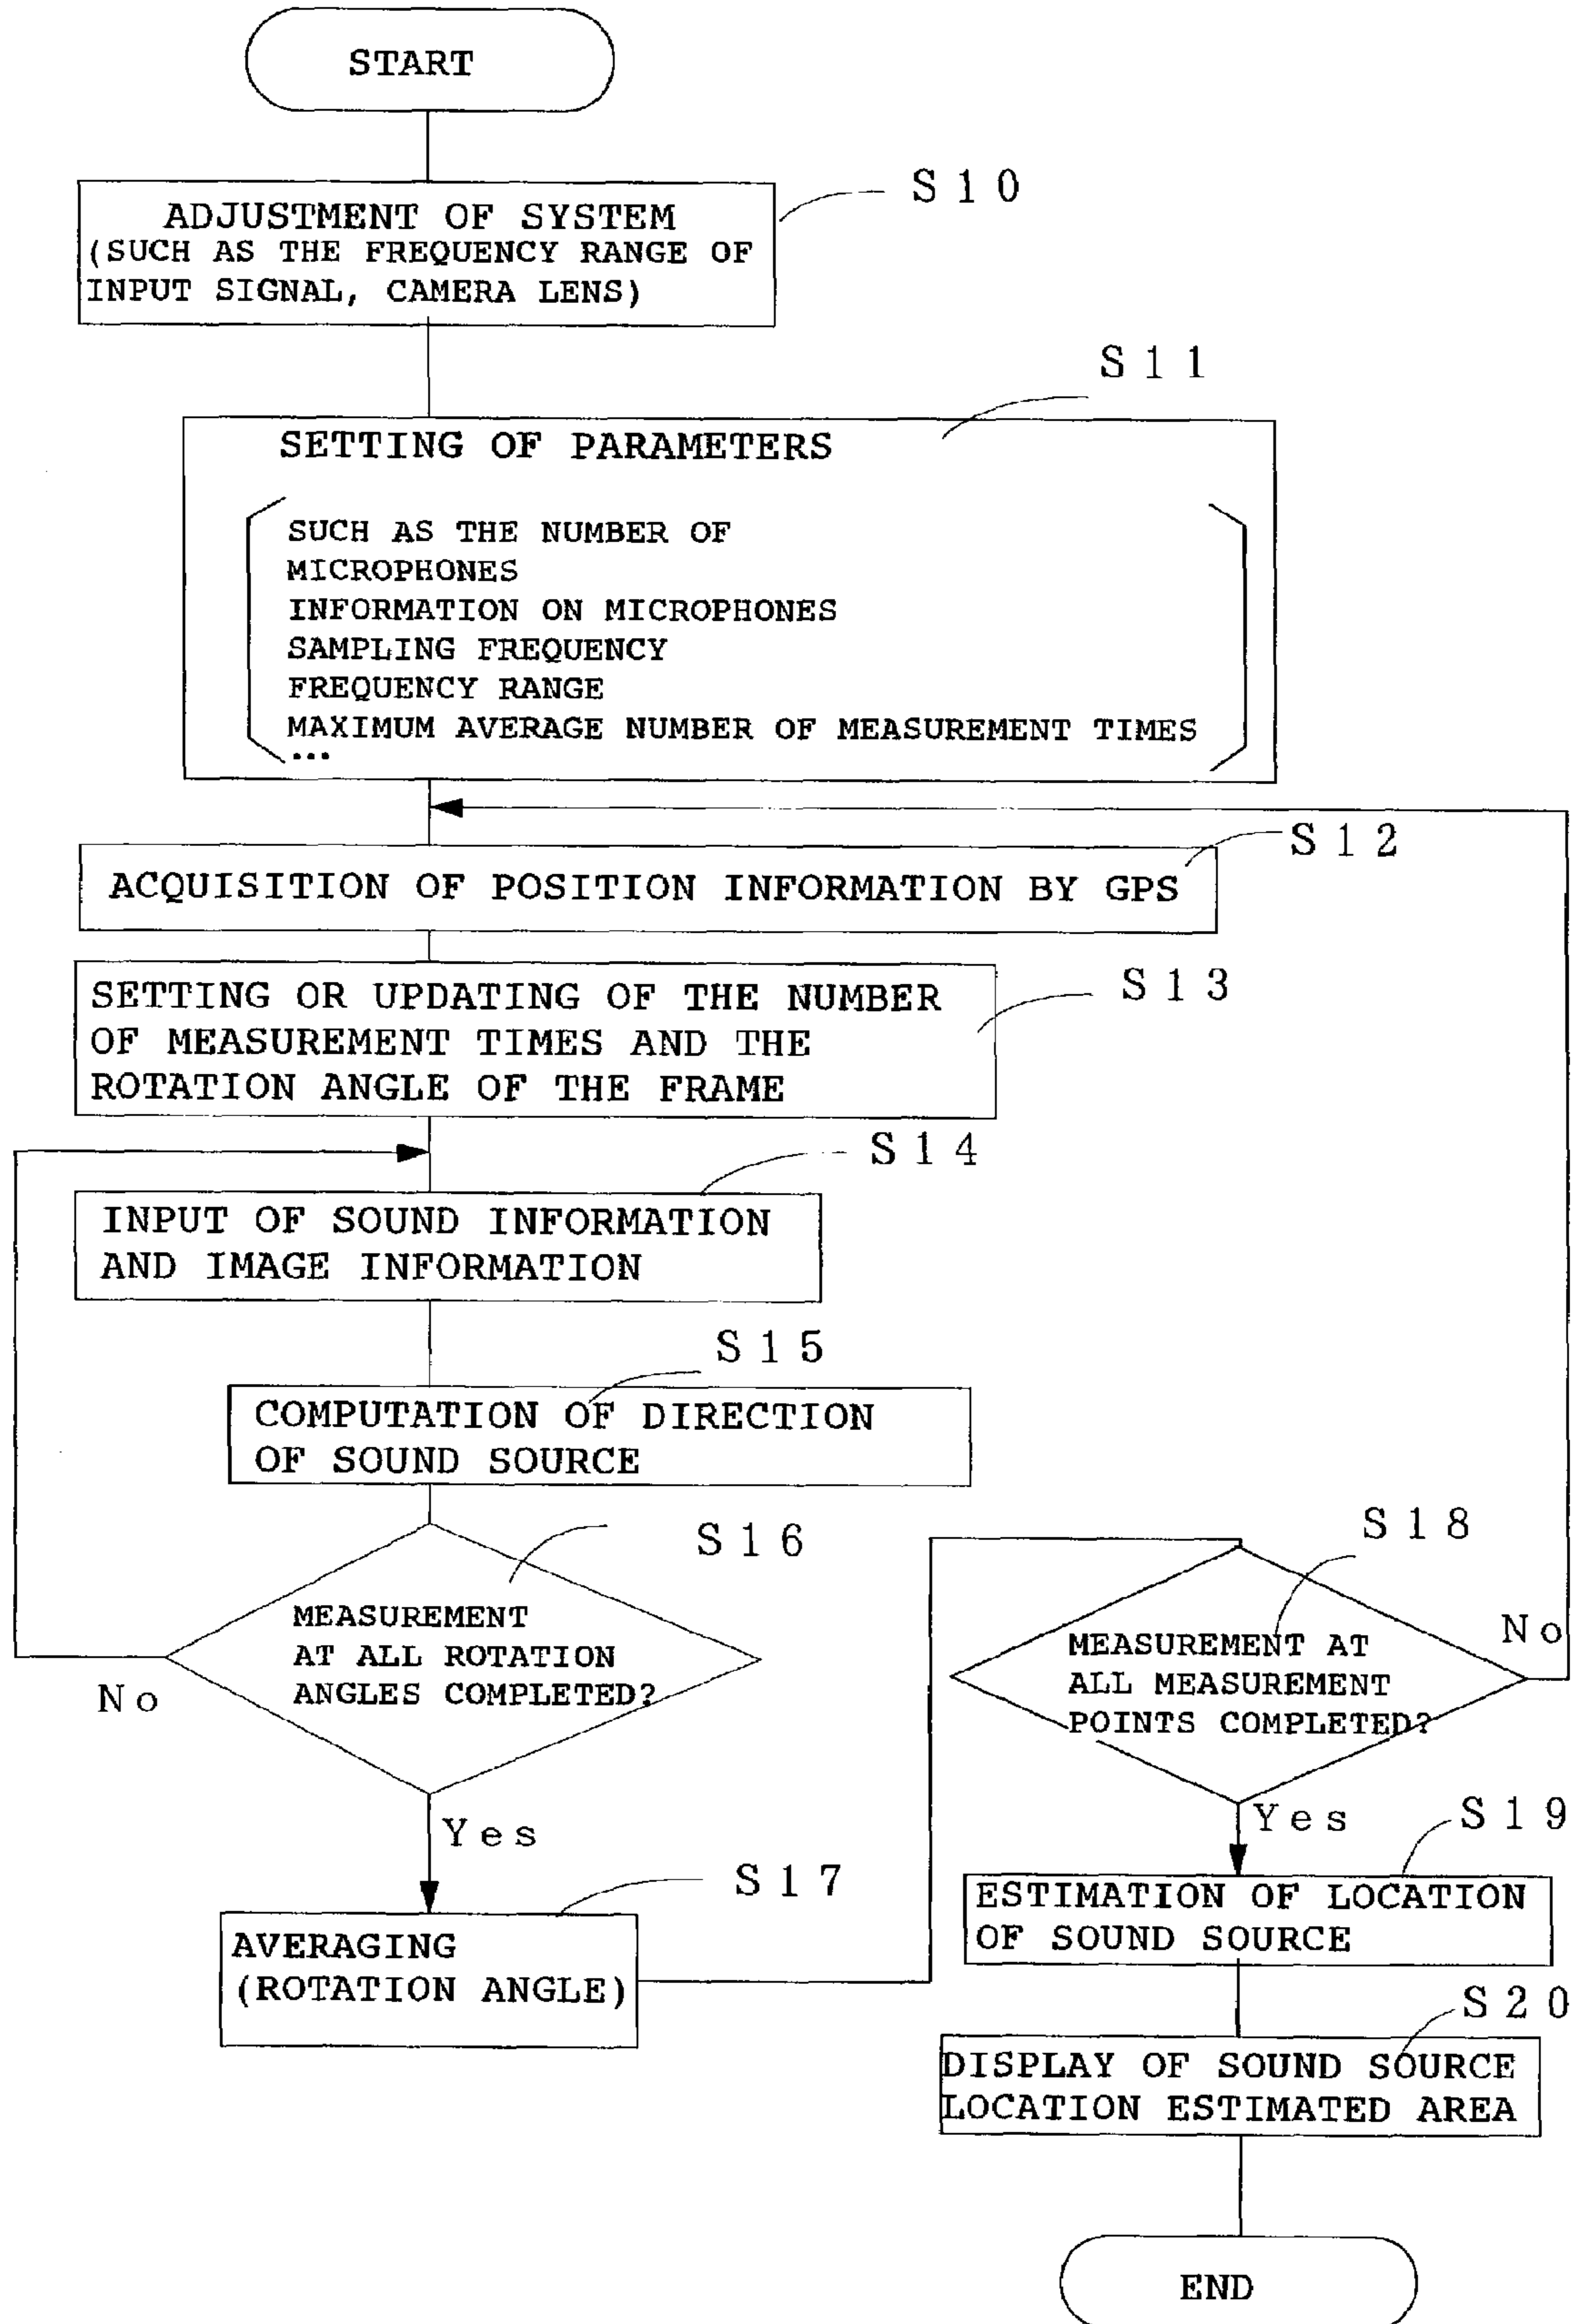 START
S10
ADJUSTMENT OF SYSTEM
(SUCH AS THE FREQUENCY RANGE OF
INPUT SIGNAL, CAMERA LENS)
S11
SETTING OF PARAMETERS
SUCH AS THE NUMBER OF
MICROPHONES
INFORMATION ON MICROPHONES
SAMPLING FREQUENCY
FREQUENCY RANGE
MAXIMUM AVERAGE NUMBER OF MEASUREMENT TIMES
...
S12
ACQUISITION OF POSITION INFORMATION BY GPS
S13
SETTING OR UPDATING OF THE NUMBER
OF MEASUREMENT TIMES AND THE
ROTATION ANGLE OF THE FRAME
S14
INPUT OF SOUND INFORMATION
AND IMAGE INFORMATION
S15
COMPUTATION OF DIRECTION
OF SOUND SOURCE
S16
MEASUREMENT
AT ALL ROTATION
ANGLES COMPLETED?
No
Yes
S17
AVERAGING
(ROTATION ANGLE)
S18
MEASUREMENT AT
ALL MEASUREMENT
POINTS COMPLETED?
No
Yes
S19
ESTIMATION OF LOCATION
OF SOUND SOURCE
S20
DISPLAY OF SOUND SOURCE
LOCATION ESTIMATED AREA
END